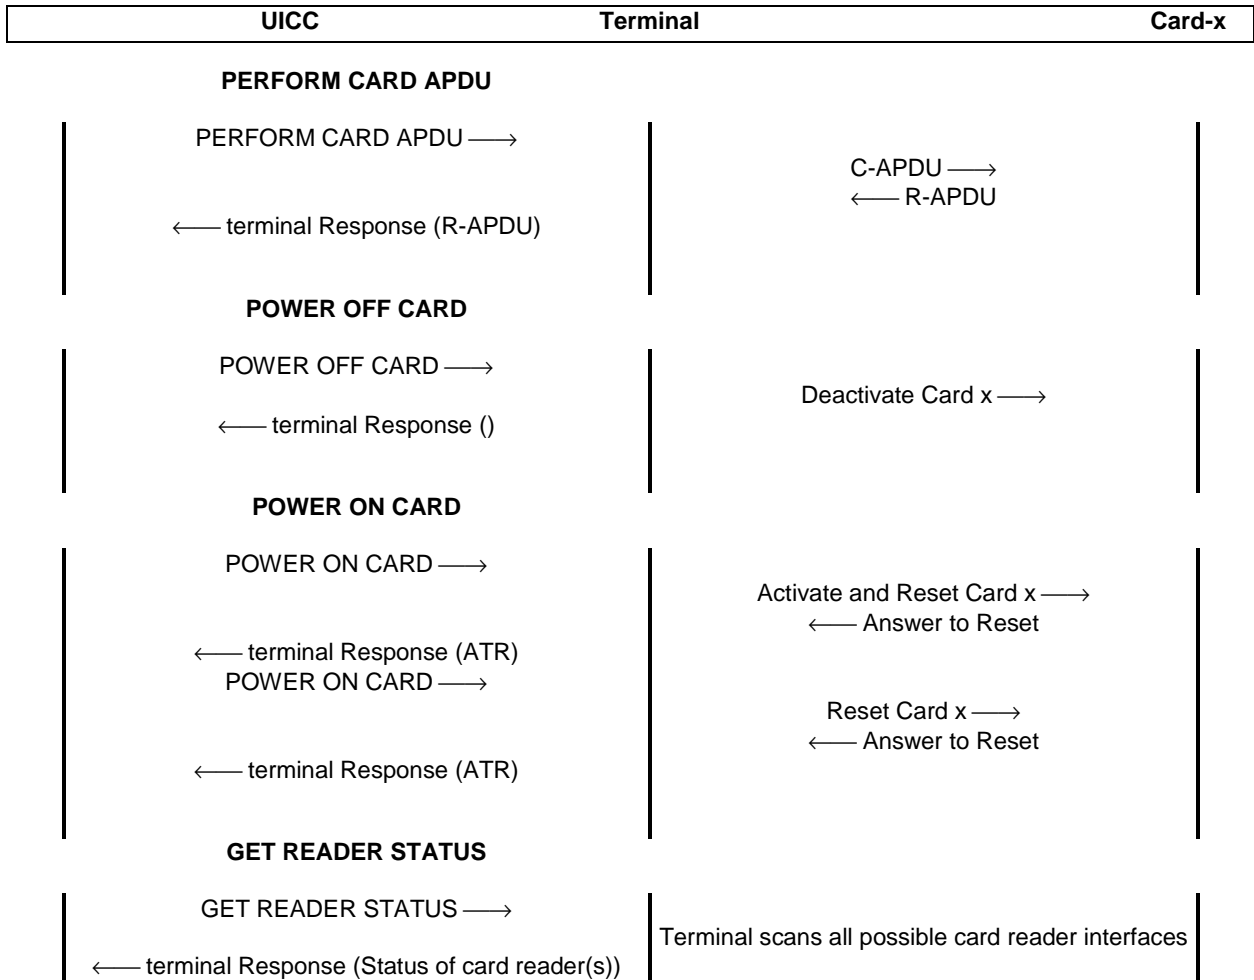 UICC Terminal Card-x
PERFORM CARD APDU
PERFORM CARD APDU ⟶
C-APDU ⟶
⟵ R-APDU
⟵ terminal Response (R-APDU)
POWER OFF CARD
POWER OFF CARD ⟶
Deactivate Card x ⟶
⟵ terminal Response ()
POWER ON CARD
POWER ON CARD ⟶
Activate and Reset Card x ⟶
⟵ Answer to Reset
⟵ terminal Response (ATR)
POWER ON CARD ⟶
Reset Card x ⟶
⟵ Answer to Reset
⟵ terminal Response (ATR)
GET READER STATUS
GET READER STATUS ⟶
Terminal scans all possible card reader interfaces
⟵ terminal Response (Status of card reader(s))